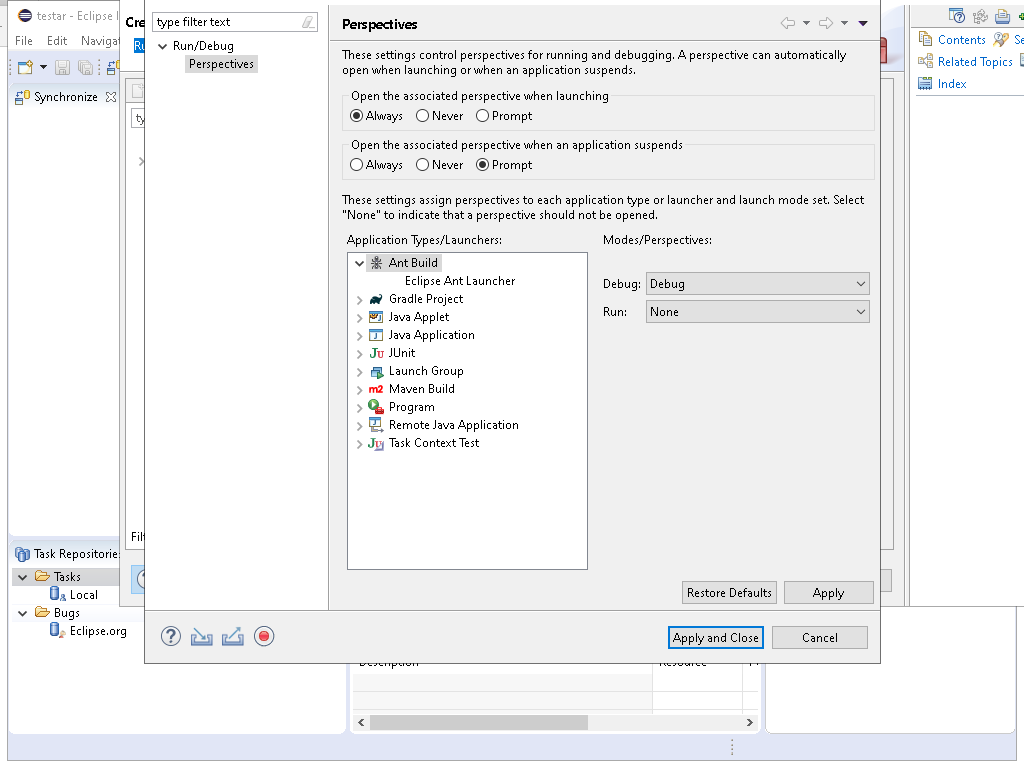 testar - Eclipse I
File
Edit
Navigat
Synchronize
Cre
type filter text
Run/Debug
Perspectives
Perspectives
These settings control perspectives for running and debugging. A perspective can automatically
open when launching or when an application suspends.
Open the associated perspective when launching
Always
Never
Prompt
Open the associated perspective when an application suspends
Always
Never
Prompt
These settings assign perspectives to each application type or launcher and launch mode set. Select
"None" to indicate that a perspective should not be opened.
Application Types/Launchers:
Modes/Perspectives:
Ant Build
Eclipse Ant Launcher
Gradle Project
Java Applet
Java Application
JUnit
Launch Group
Maven Build
Program
Remote Java Application
Task Context Test
Debug:
Debug
Run:
None
Restore Defaults
Apply
Apply and Close
Cancel
Contents
Se
Related Topics
Index
Filt
Task Repositorie
Tasks
Local
Bugs
Eclipse.org
Description
Resource